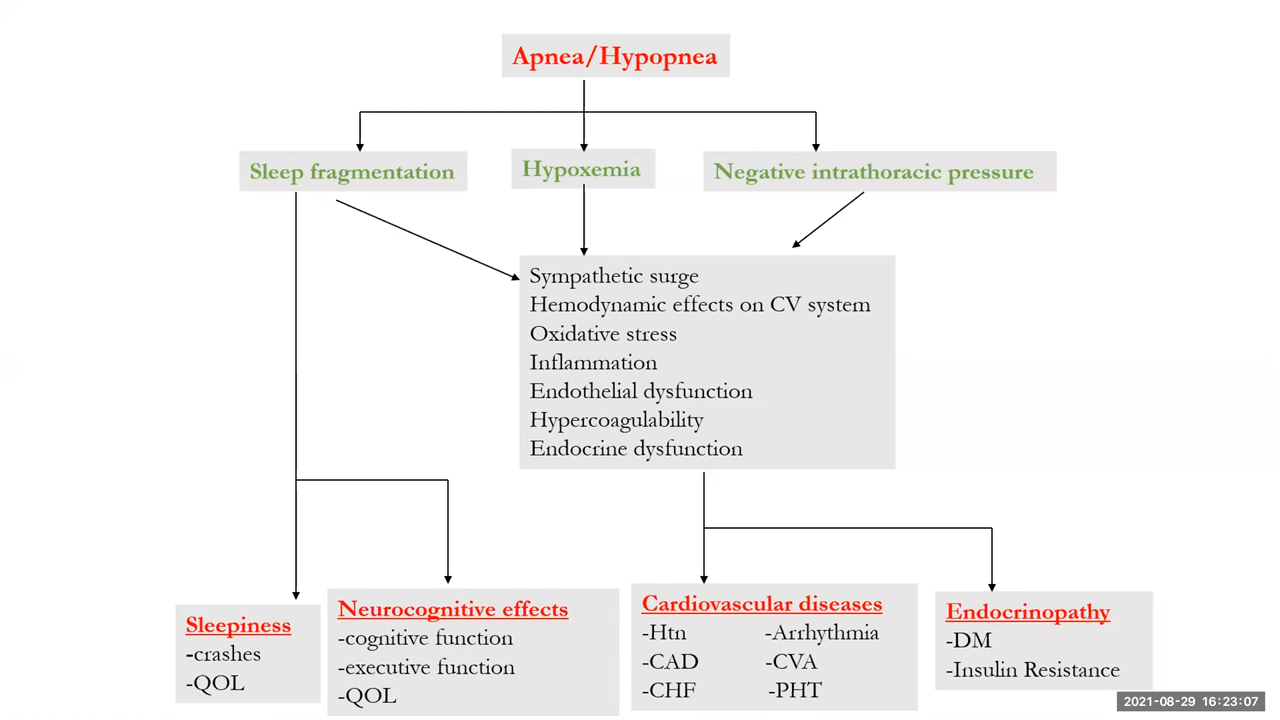 Apnea/Hypopnea
Sleep fragmentation
Hypoxemia
Negative intrathoracic pressure
Sympathetic surge
Hemodynamic effects on CV system
Oxidative stress
Inflammation
Endothelial dysfunction
Hypercoagulability
Endocrine dysfunction
Sleepiness
-crashes
-QOL
Neurocognitive effects
-cognitive function
-executive function
-QOL
Cardiovascular diseases
-Htn -Arrhythmia
-CAD -CVA
-CHF -PHT
Endocrinopathy
-DM
-Insulin Resistance
2021-08-29 16:23:07